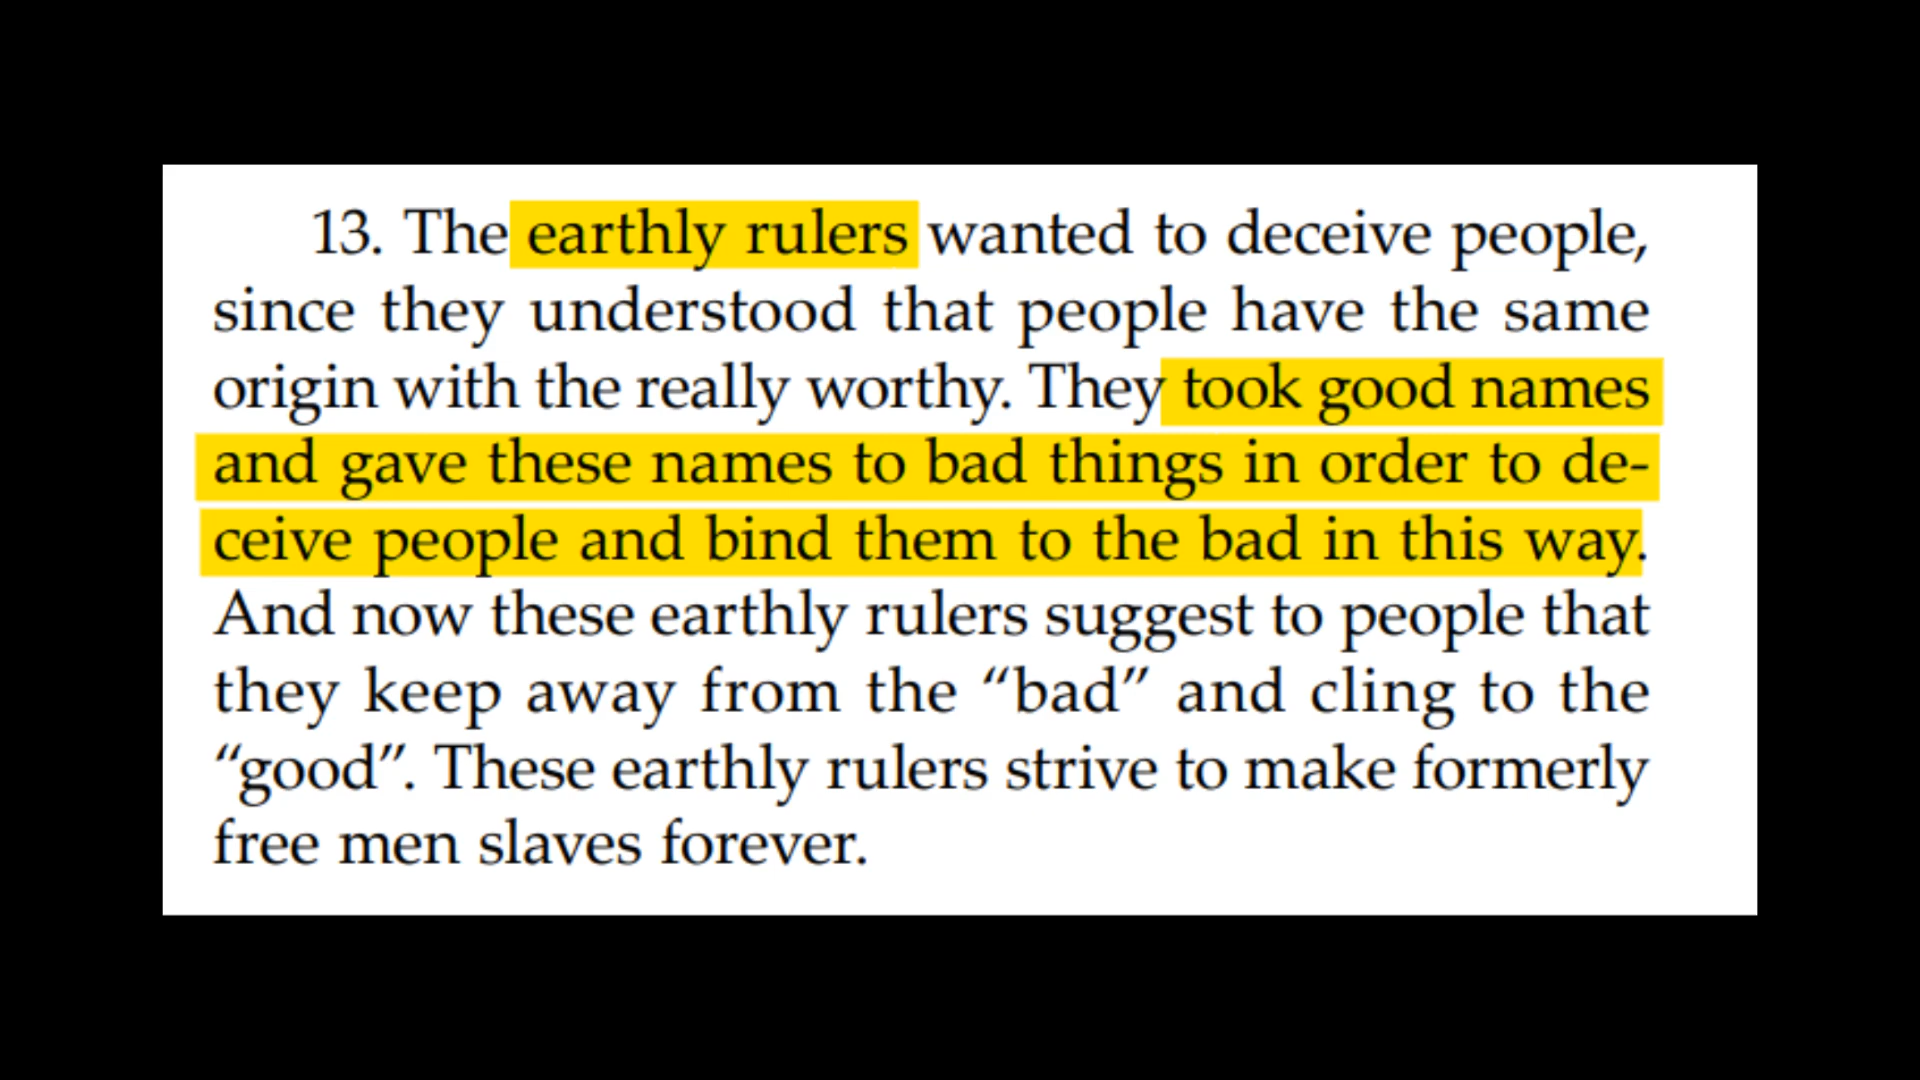 13. The earthly rulers wanted to deceive people,
since they understood that people have the same
origin with the really worthy. They took good names
and gave these names to bad things in order to de-
ceive people and bind them to the bad in this way.
And now these earthly rulers suggest to people that
they keep away from the “bad” and cling to the
“good”. These earthly rulers strive to make formerly
free men slaves forever.